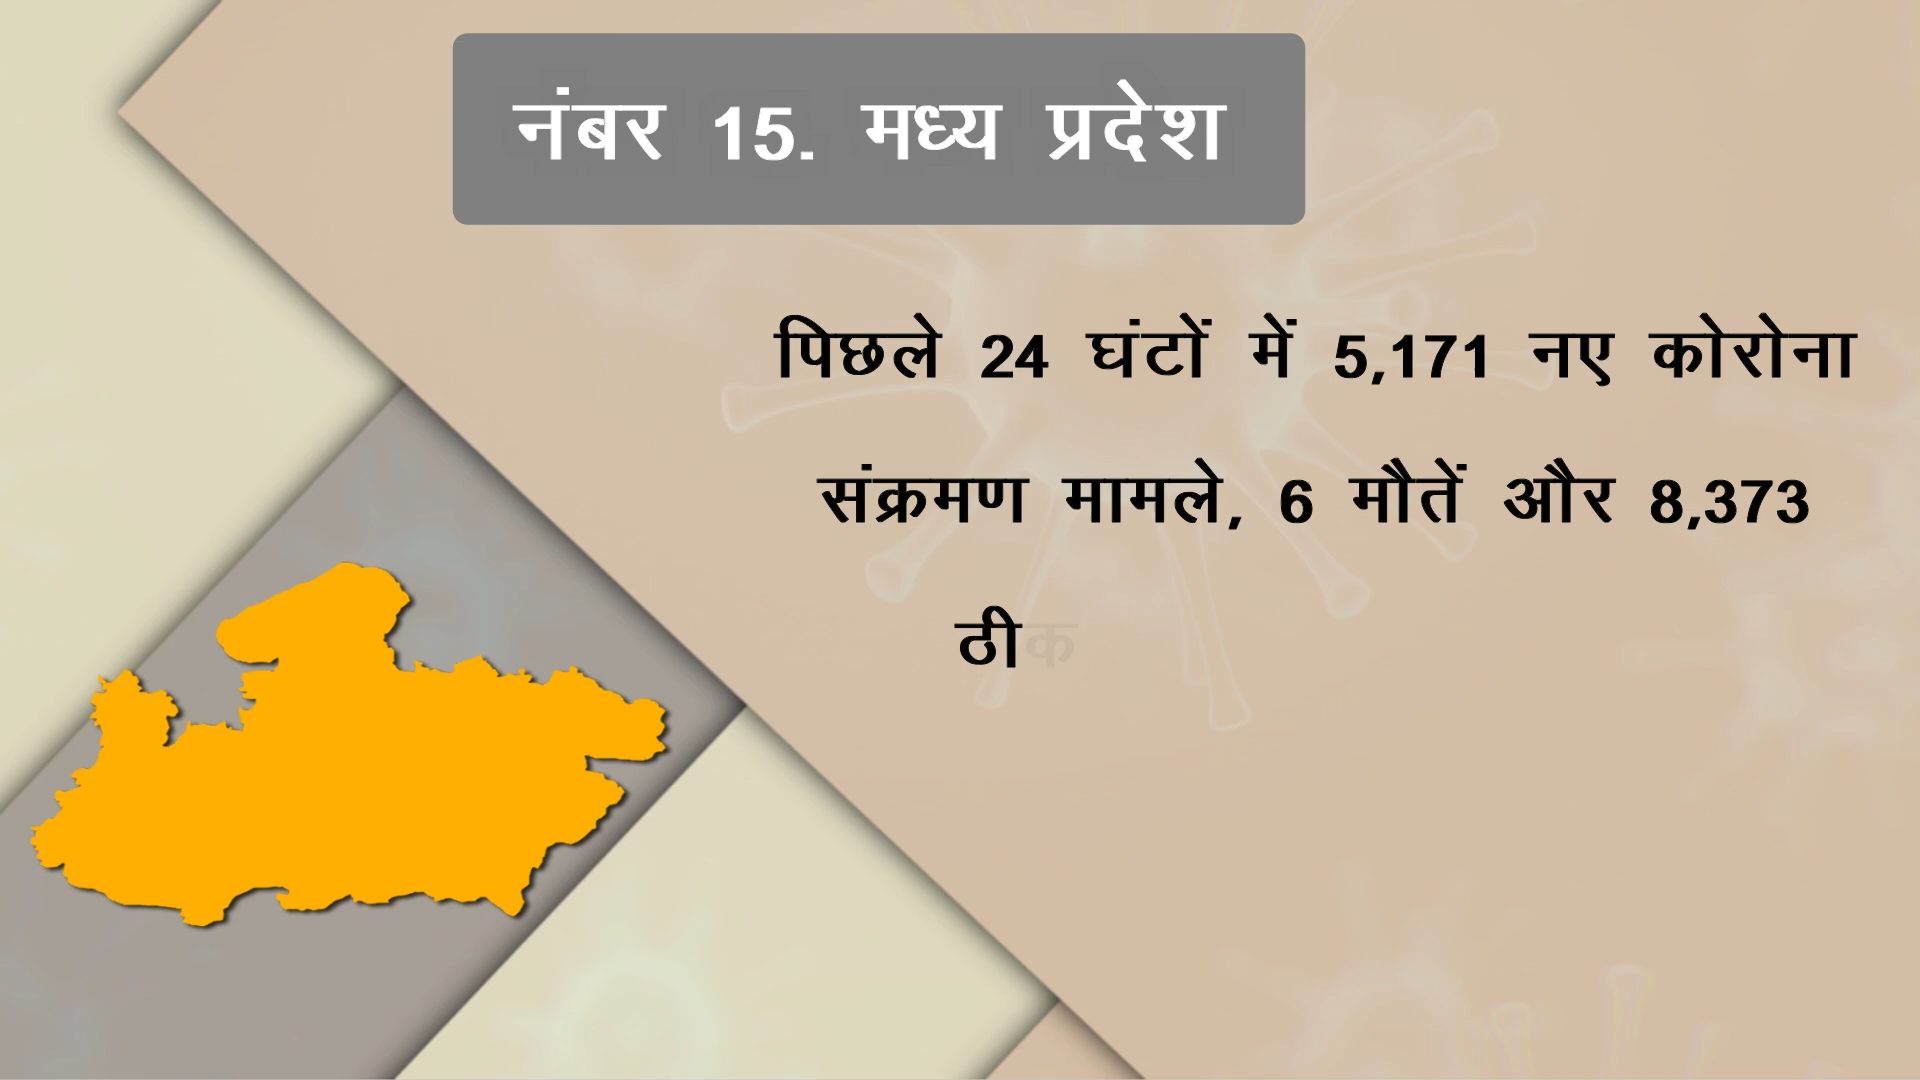 नंबर 15. मध्य प्रदेश
पिछले 24 घंटों में 5,171 नए कोरोना
संक्रमण मामले, 6 मौतें और 8,373
ठीक